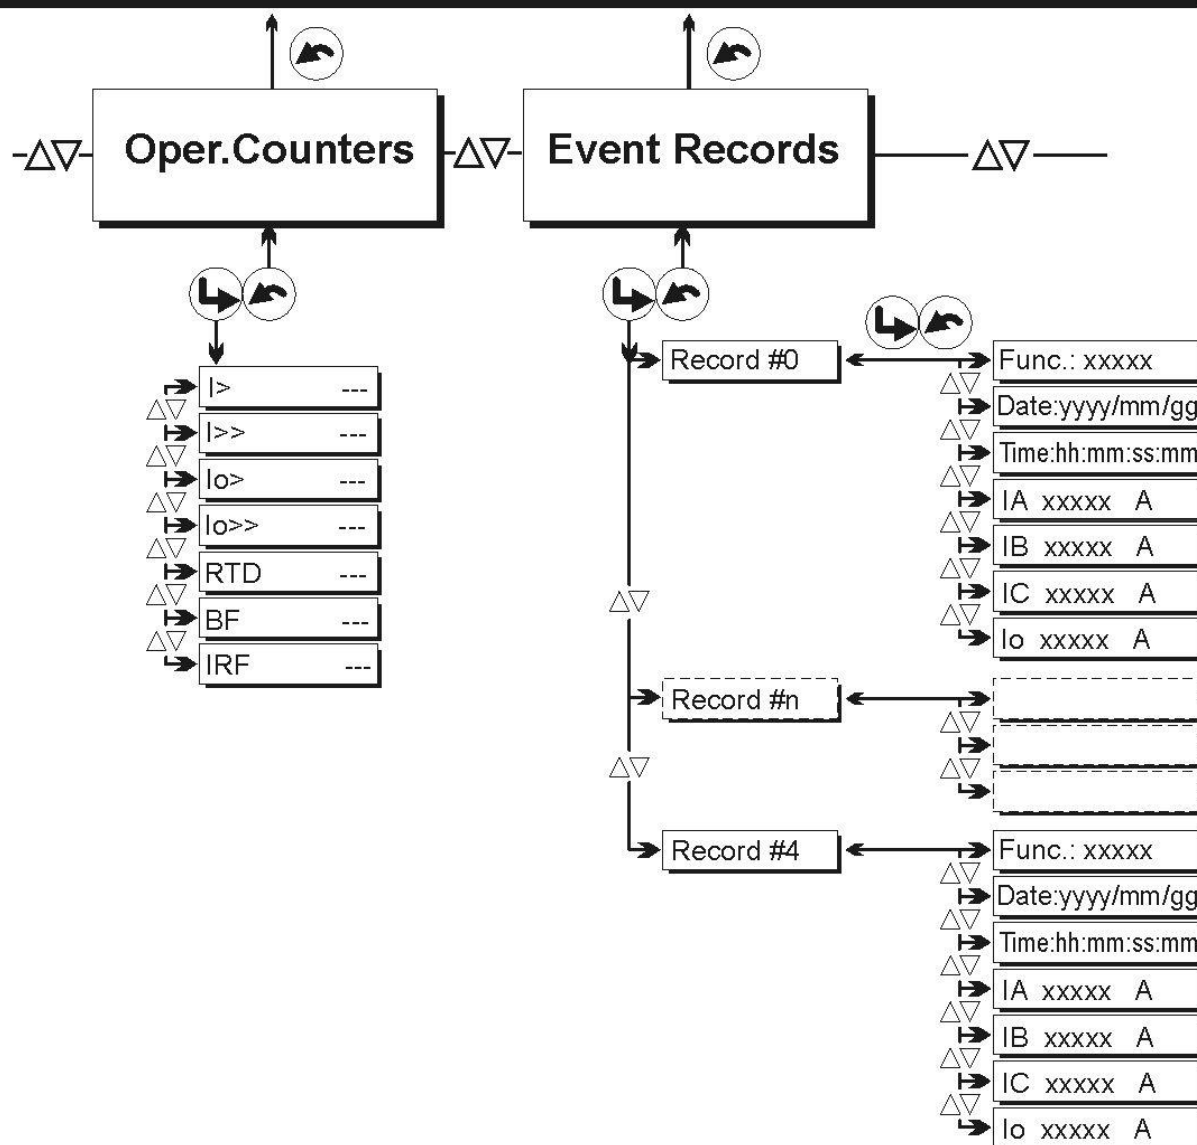 Oper.Counters
Event Records
I> ---
I>> ---
Io> ---
Io>> ---
RTD ---
BF ---
IRF ---
Record #0
Func.: xxxxx
Date:yyyy/mm/gg
Time:hh:mm:ss:mm
IA xxxxx A
IB xxxxx A
IC xxxxx A
Io xxxxx A
Record #n
Record #4
Func.: xxxxx
Date:yyyy/mm/gg
Time:hh:mm:ss:mm
IA xxxxx A
IB xxxxx A
IC xxxxx A
Io xxxxx A